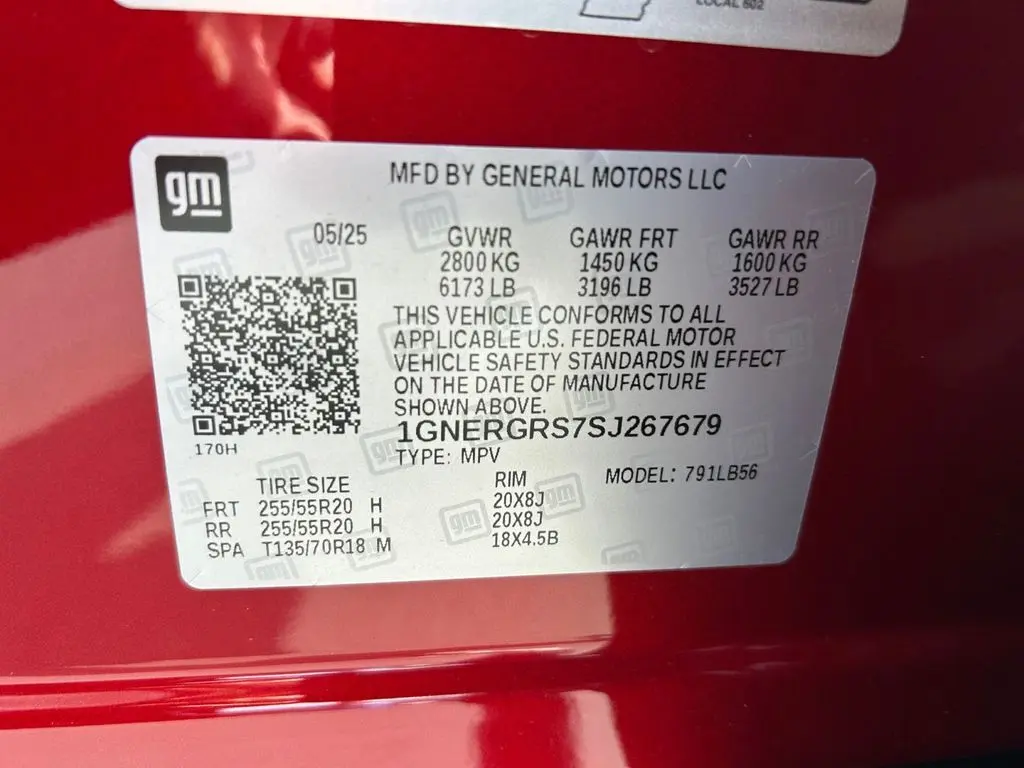 LOCAL 602
gm
MFD BY GENERAL MOTORS LLC
05/25
GVWR GAWR FRT GAWR RR
2800 KG 1450 KG 1600 KG
6173 LB 3196 LB 3527 LB
THIS VEHICLE CONFORMS TO ALL
APPLICABLE U.S. FEDERAL MOTOR
VEHICLE SAFETY STANDARDS IN EFFECT
ON THE DATE OF MANUFACTURE
SHOWN ABOVE.
1GNERGRS7SJ267679
170H
TYPE: MPV
MODEL: 791LB56
TIRE SIZE RIM
FRT 255/55R20 H 20X8J
RR 255/55R20 H 20X8J
SPA T135/70R18 M 18X4.5B